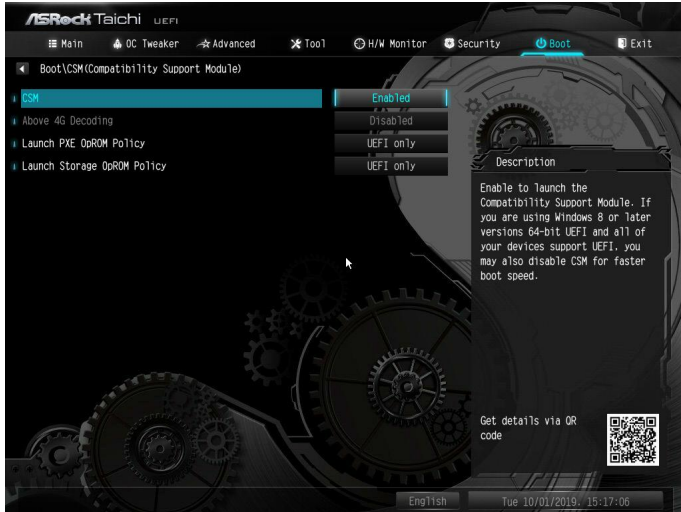 ASRock Taichi UEFI
Main OC Tweaker Advanced Tool H/W Monitor Security Boot Exit
Boot\CSM(Compatibility Support Module)
CSM Enabled
Above 4G Decoding Disabled
Launch PXE OpROM Policy UEFI only
Launch Storage OpROM Policy UEFI only
Description
Enable to launch the
Compatibility Support Module. If
you are using Windows 8 or later
versions 64-bit UEFI and all of
your devices support UEFI, you
may also disable CSM for faster
boot speed.
Get details via QR
code
English Tue 10/01/2019, 15:17:06